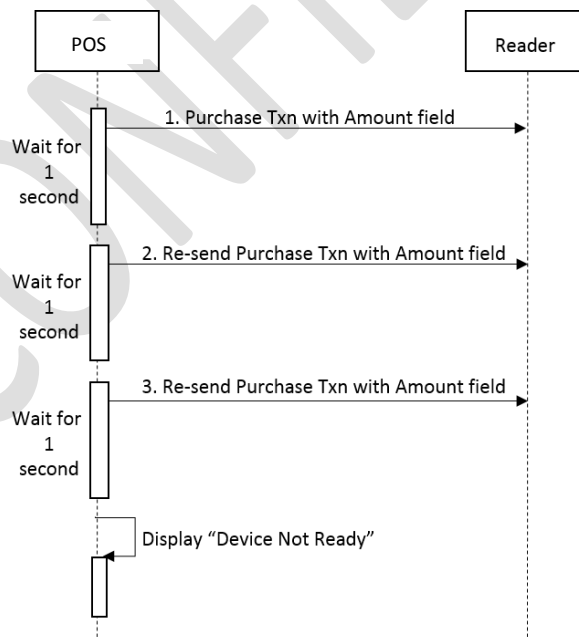 POS
Reader
1. Purchase Txn with Amount field
Wait for
1
second
2. Re-send Purchase Txn with Amount field
Wait for
1
second
3. Re-send Purchase Txn with Amount field
Wait for
1
second
Display “Device Not Ready”